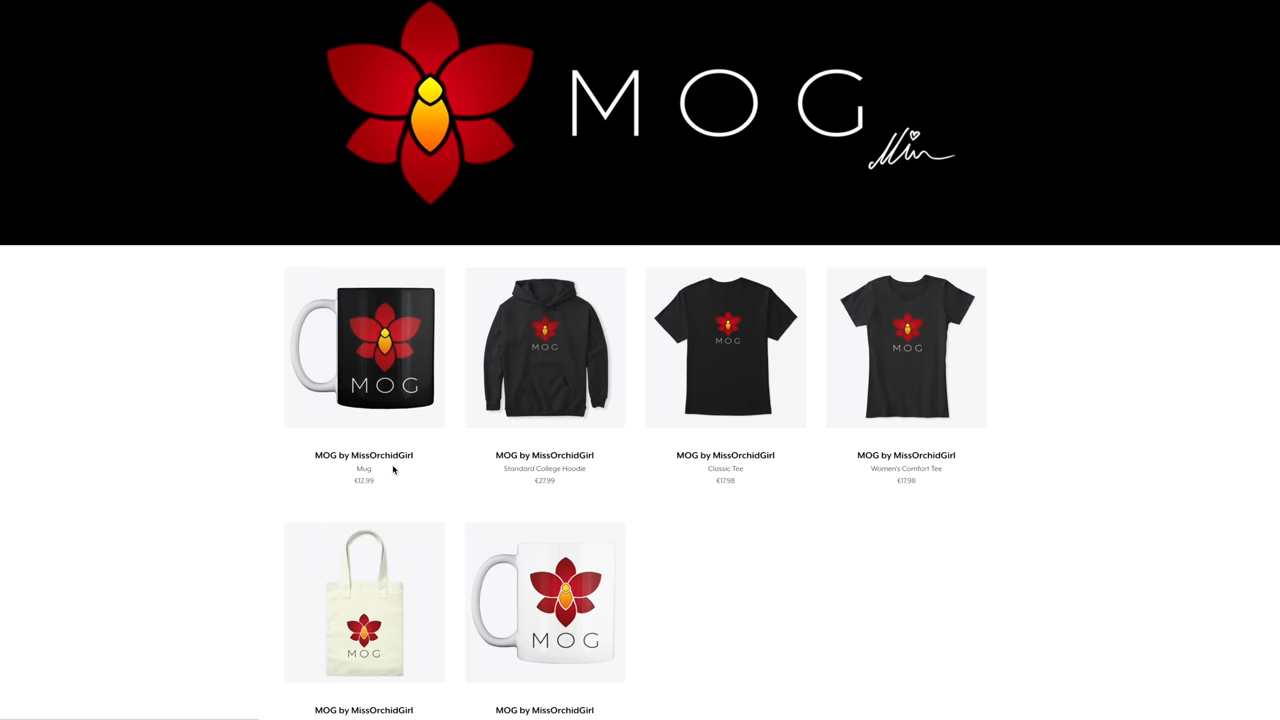 MOG
Min
MOG
MOG
MOG
MOG
MOG by MissOrchidGirl
Mug
€12.99
MOG by MissOrchidGirl
Standard College Hoodie
€27.99
MOG by MissOrchidGirl
Classic Tee
€17.98
MOG by MissOrchidGirl
Women's Comfort Tee
€17.98
MOG
MOG
MOG by MissOrchidGirl
MOG by MissOrchidGirl